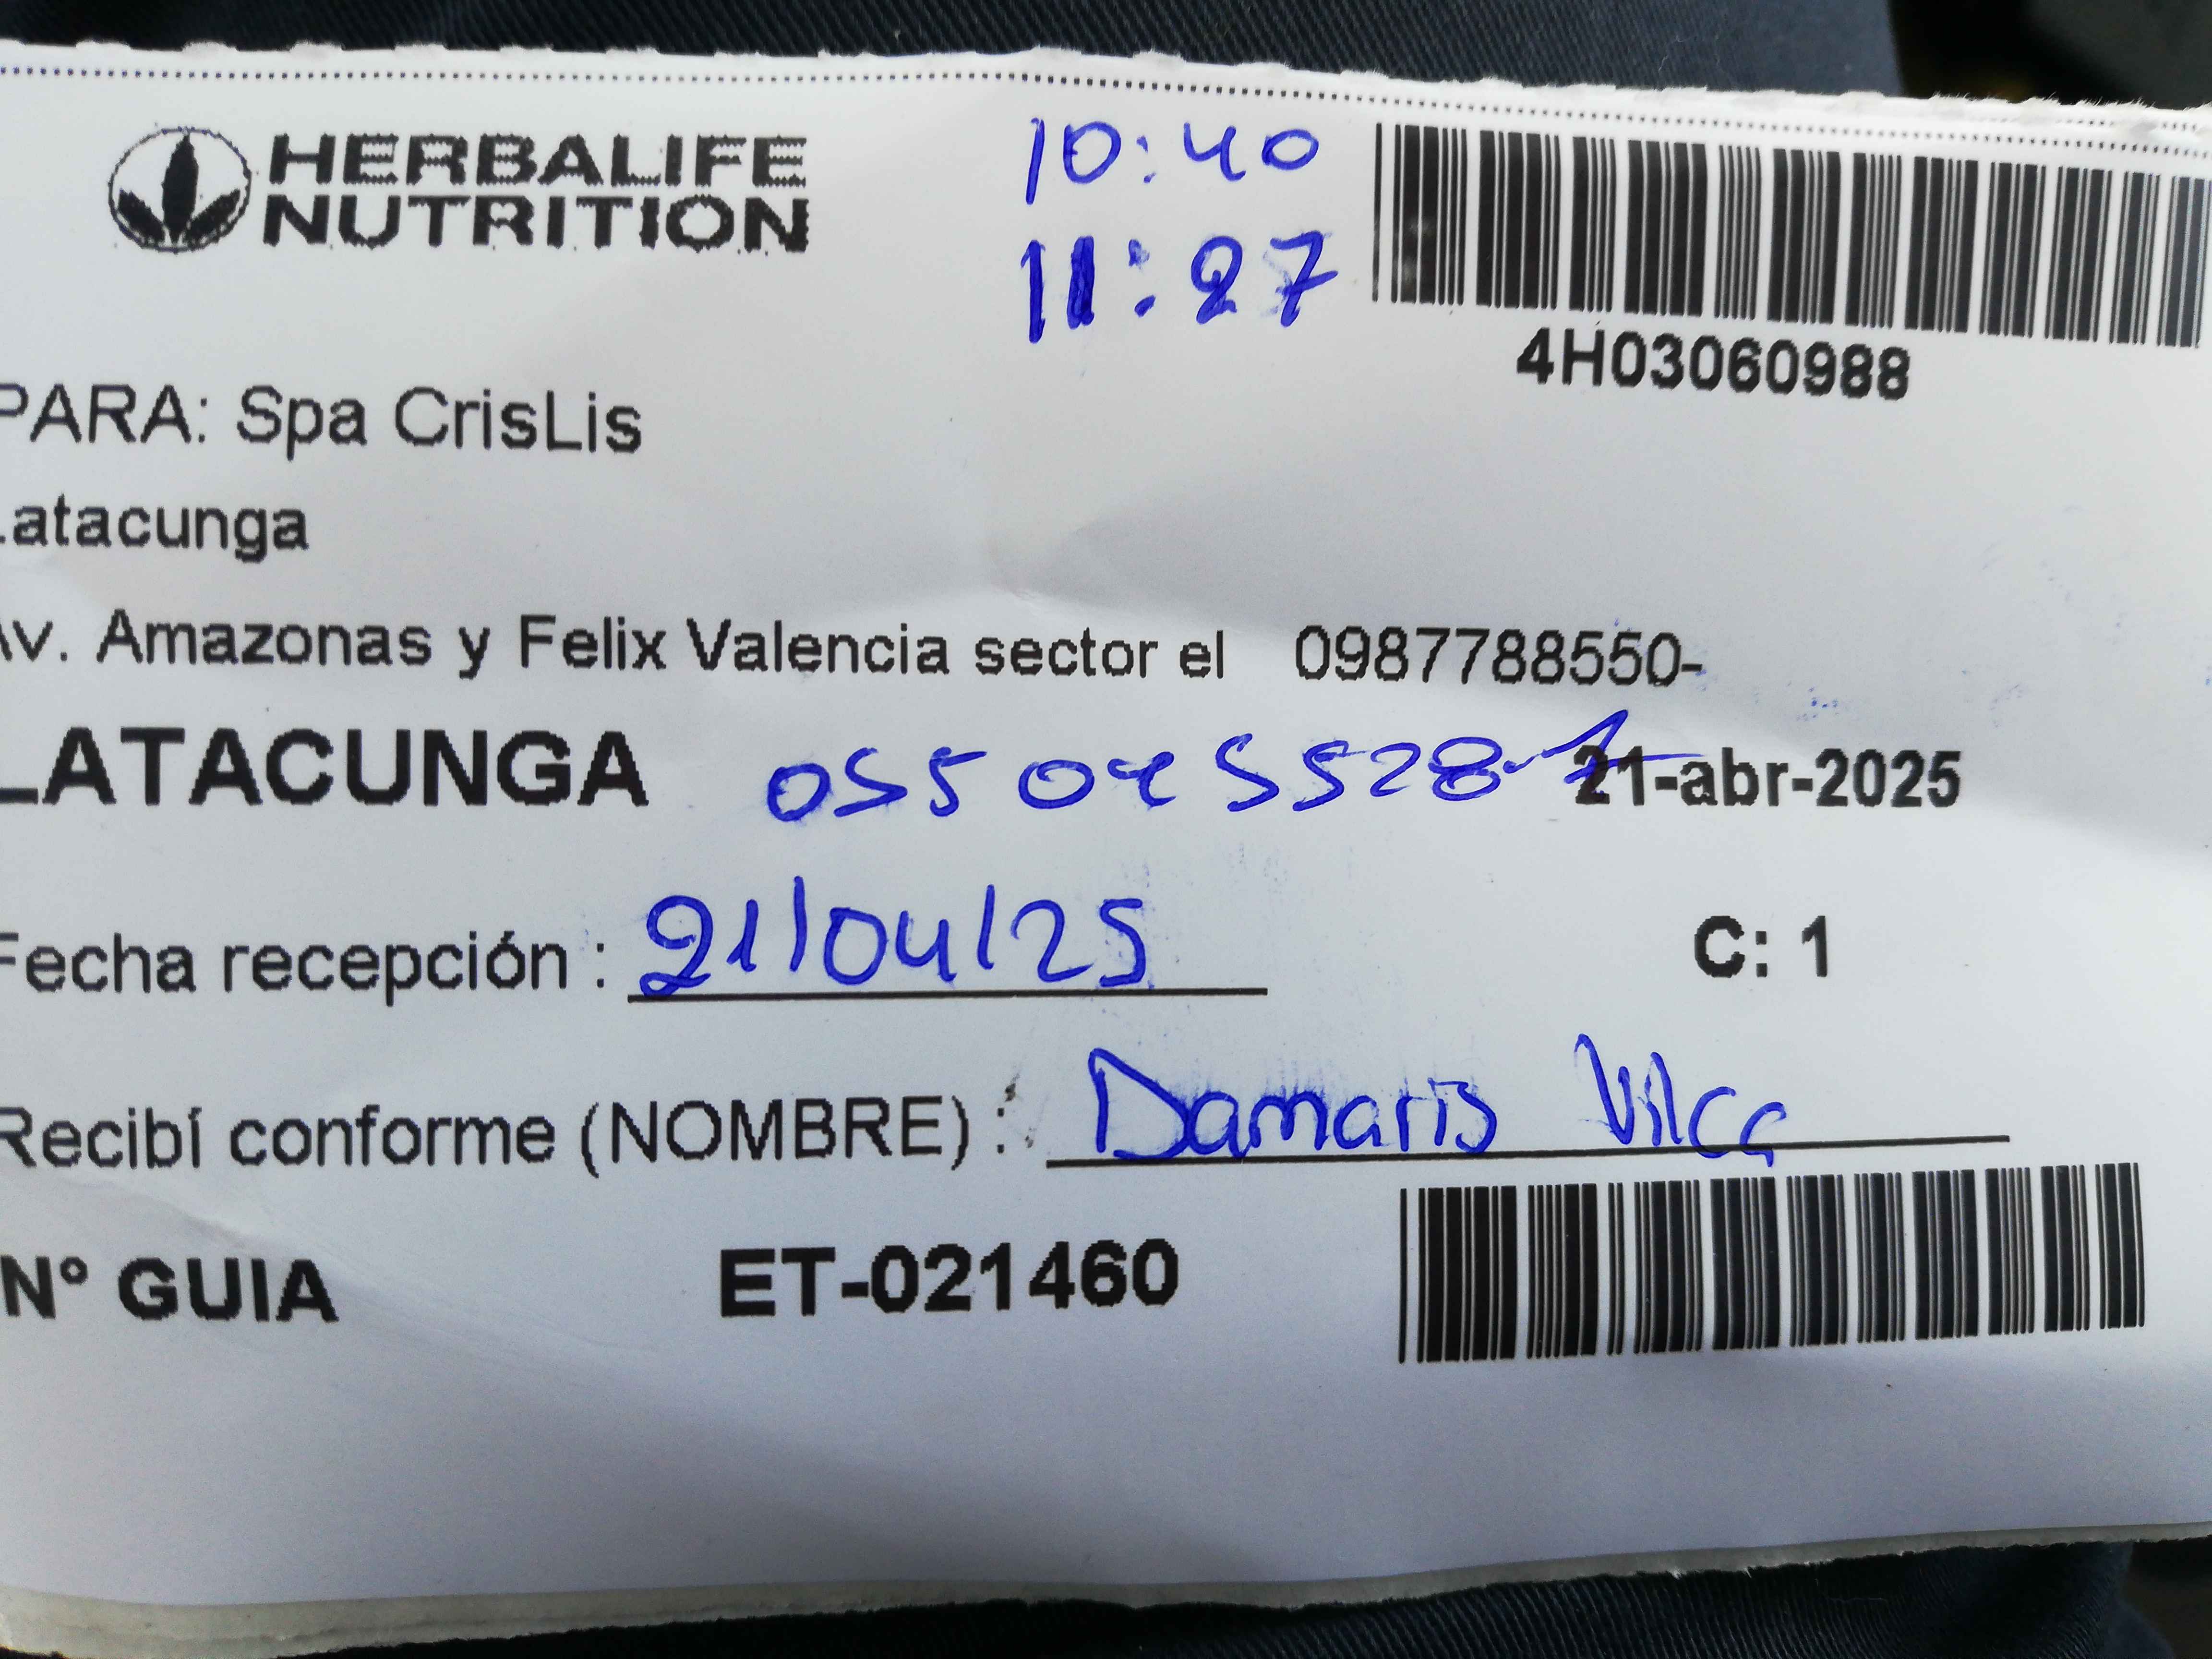 HERBALIFE
NUTRITION
10:40
11:27
4H03060988
PARA: Spa CrisLis
Latacunga
Av. Amazonas y Felix Valencia sector el 0987788550-
LATACUNGA 21-abr-2025
Fecha recepción : 21/04/25 C: 1
Recibí conforme (NOMBRE) : Damaris Vilca
N° GUIA ET-021460